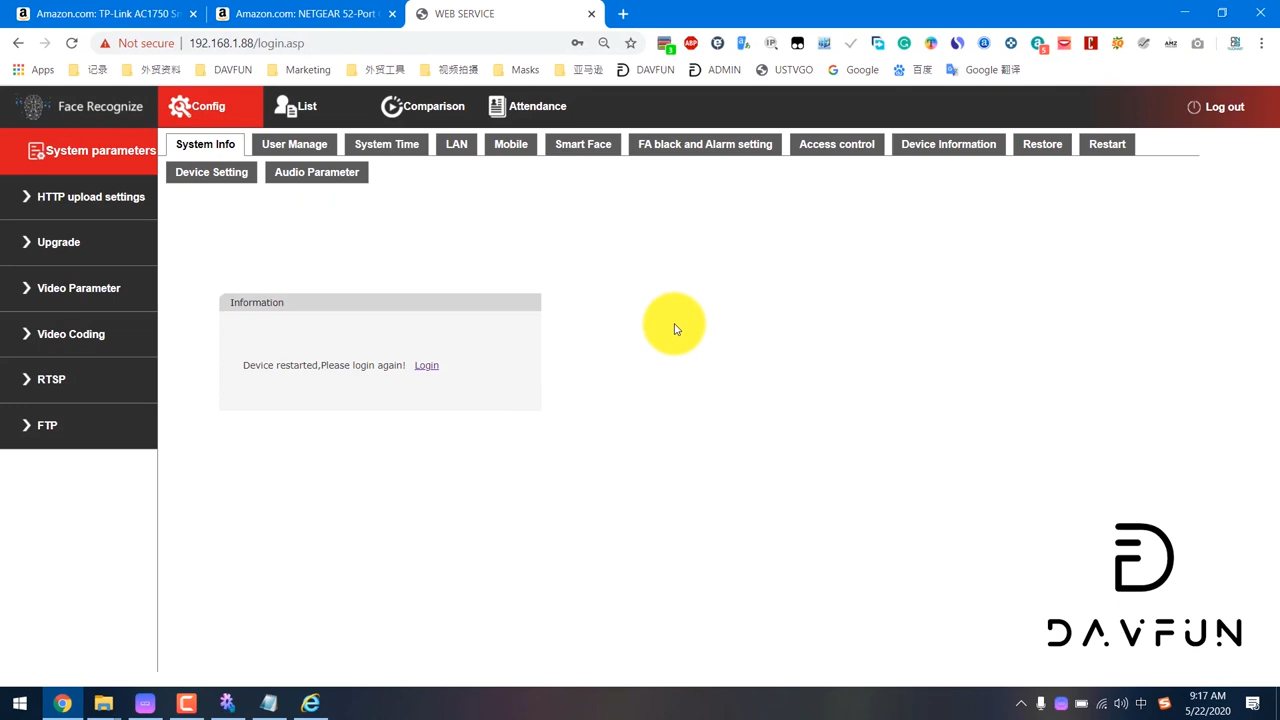 Amazon.com: TP-Link AC1750 Sm
Amazon.com: NETGEAR 52-Port
WEB SERVICE
Not secure
192.168.1.88/login.asp
Apps
记录
外贸资料
DAVFUN
Marketing
外贸工具
视频拍摄
Masks
亚马逊
DAVFUN
ADMIN
USTVGO
Google
百度
Google 翻译
Face Recognize
Config
List
Comparison
Attendance
Log out
System parameters
System Info
User Manage
System Time
LAN
Mobile
Smart Face
FA black and Alarm setting
Access control
Device Information
Restore
Restart
Device Setting
Audio Parameter
HTTP upload settings
Upgrade
Video Parameter
Video Coding
RTSP
FTP
Information
Device restarted,Please login again! Login
DAVFUN
中
9:17 AM
5/22/2020